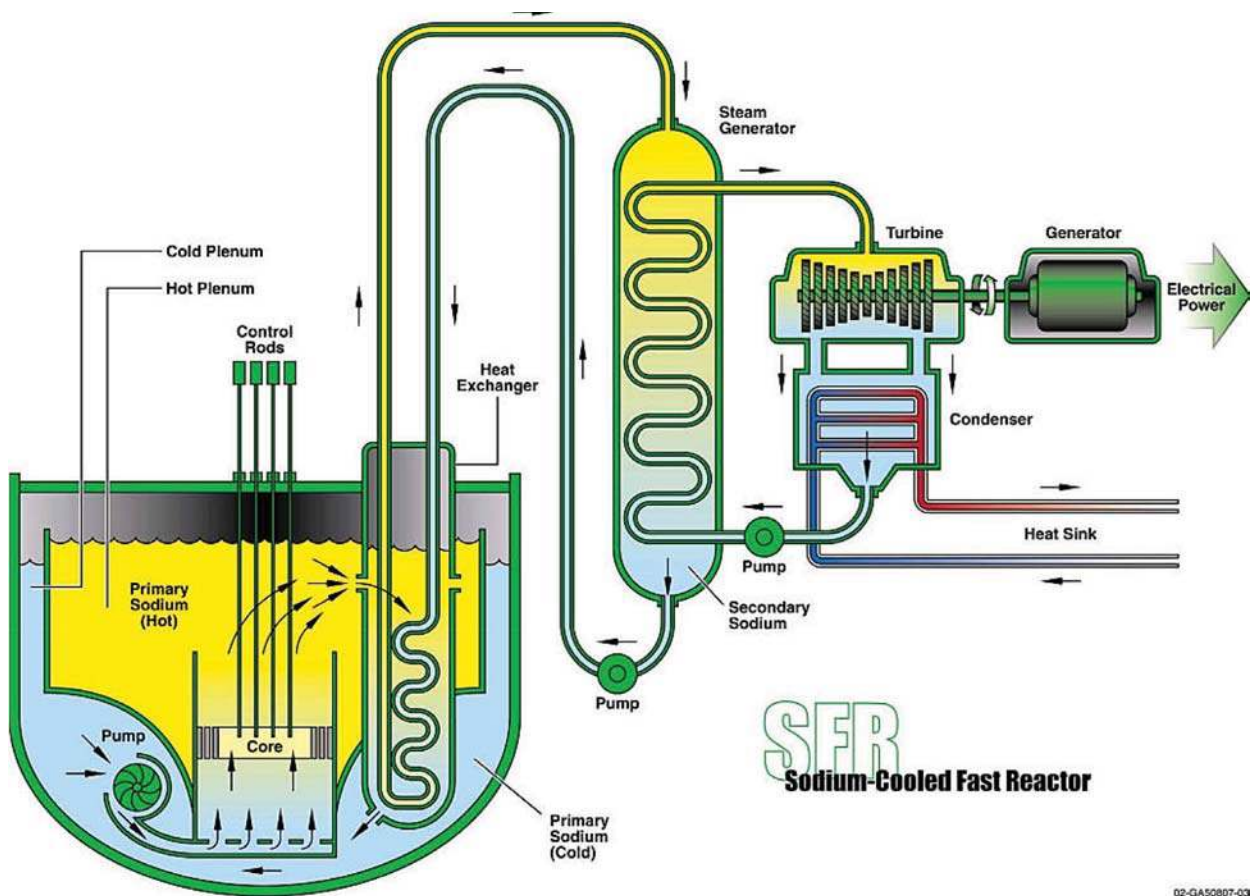 Steam
Generator
Turbine
Generator
Electrical
Power
Cold Plenum
Hot Plenum
Control
Rods
Heat
Exchanger
Condenser
Heat Sink
Pump
Primary
Sodium
(Hot)
Secondary
Sodium
Pump
Pump
Core
Primary
Sodium
(Cold)
SFR
Sodium-Cooled Fast Reactor
02-GA50807-03